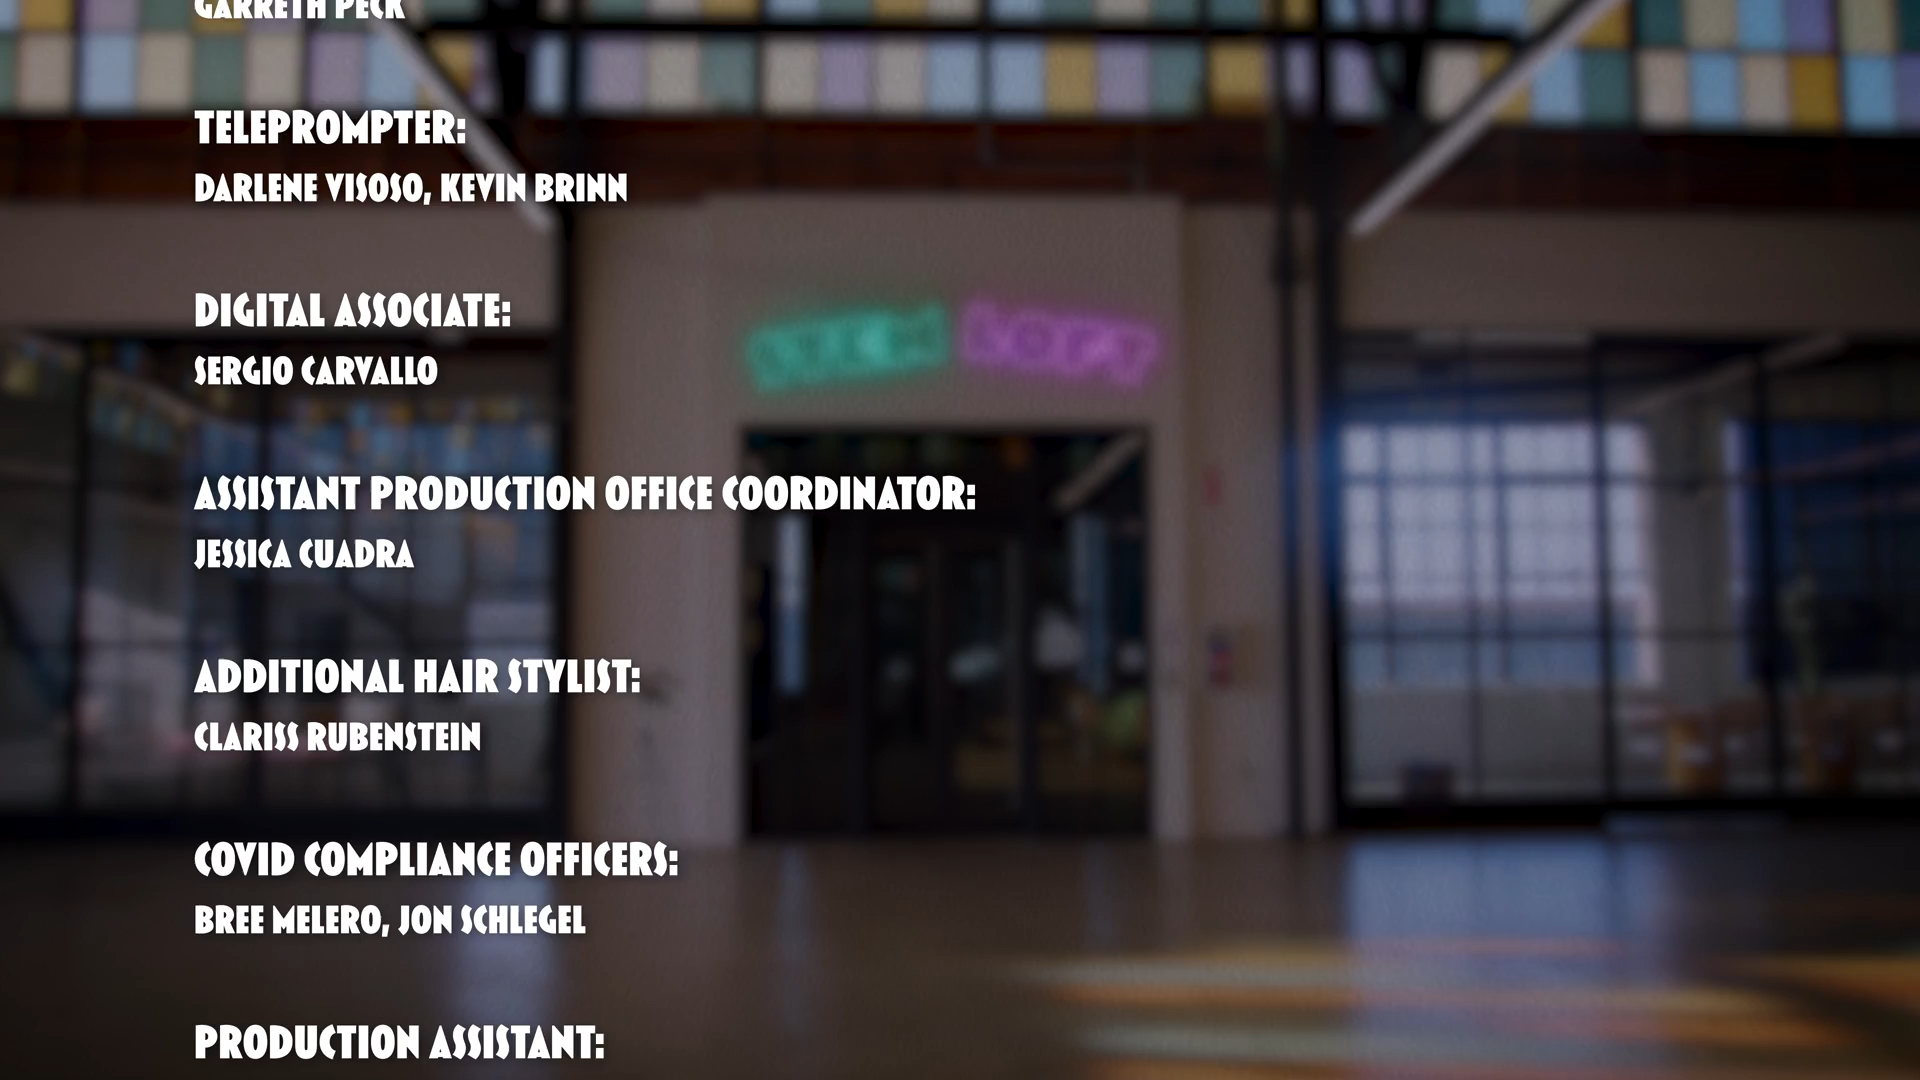 GARRETH PECK
TELEPROMPTER:
DARLENE VISOSO, KEVIN BRINN
DIGITAL ASSOCIATE:
SERGIO CARVALLO
ASSISTANT PRODUCTION OFFICE COORDINATOR:
JESSICA CUADRA
ADDITIONAL HAIR STYLIST:
CLARISS RUBENSTEIN
COVID COMPLIANCE OFFICERS:
BREE MELERO, JON SCHLEGEL
PRODUCTION ASSISTANT: